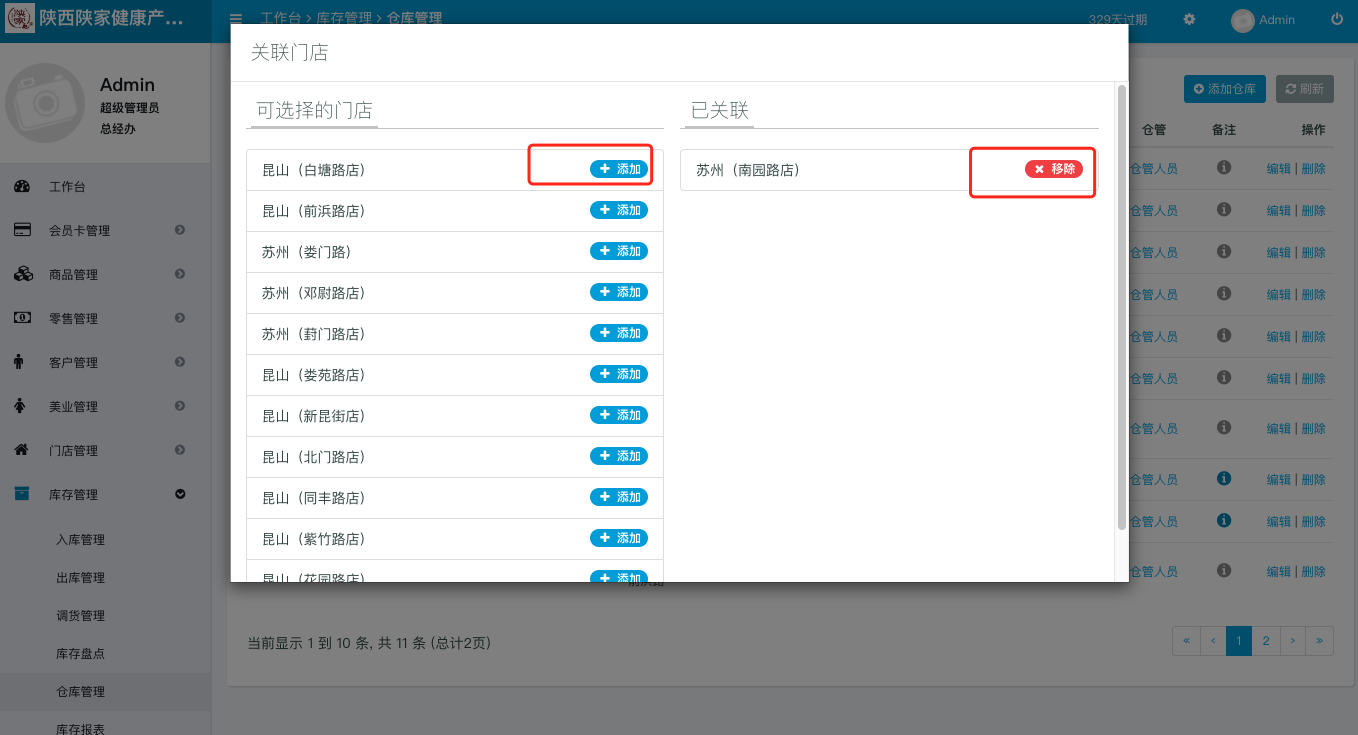 陕西陕家健康产...
工作台 > 库存管理 > 仓库管理
329天过期
Admin
Admin
超级管理员
总经办
工作台
会员卡管理
商品管理
零售管理
客户管理
美业管理
门店管理
库存管理
入库管理
出库管理
调货管理
库存盘点
仓库管理
库存报表
关联门店
可选择的门店
昆山（白塘路店） 添加
昆山（前浜路店） 添加
苏州（娄门路） 添加
苏州（邓尉路店） 添加
苏州（葑门路店） 添加
昆山（娄苑路店） 添加
昆山（新昆街店） 添加
昆山（北门路店） 添加
昆山（同丰路店） 添加
昆山（紫竹路店） 添加
昆山（花园路店） 添加
已关联
苏州（南园路店） 移除
添加仓库 刷新
仓管 备注 操作
仓管人员 编辑 | 删除
仓管人员 编辑 | 删除
仓管人员 编辑 | 删除
仓管人员 编辑 | 删除
仓管人员 编辑 | 删除
仓管人员 编辑 | 删除
仓管人员 编辑 | 删除
仓管人员 编辑 | 删除
仓管人员 编辑 | 删除
仓管人员 编辑 | 删除
当前显示 1 到 10 条, 共 11 条 (总计2页)
« ‹ 1 2 › »